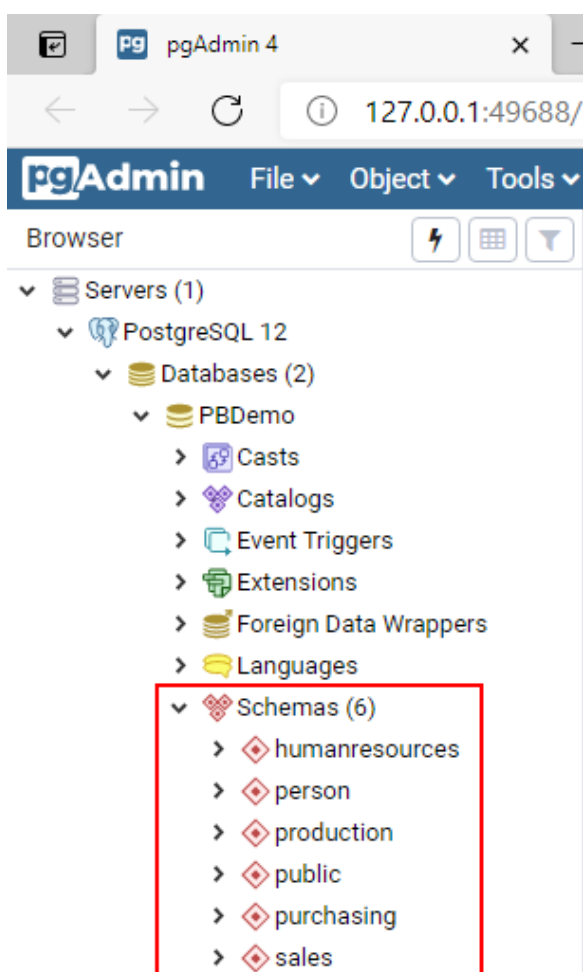 pgAdmin 4
127.0.0.1:49688/
pgAdmin File Object Tools
Browser
Servers (1)
PostgreSQL 12
Databases (2)
PBDemo
Casts
Catalogs
Event Triggers
Extensions
Foreign Data Wrappers
Languages
Schemas (6)
humanresources
person
production
public
purchasing
sales